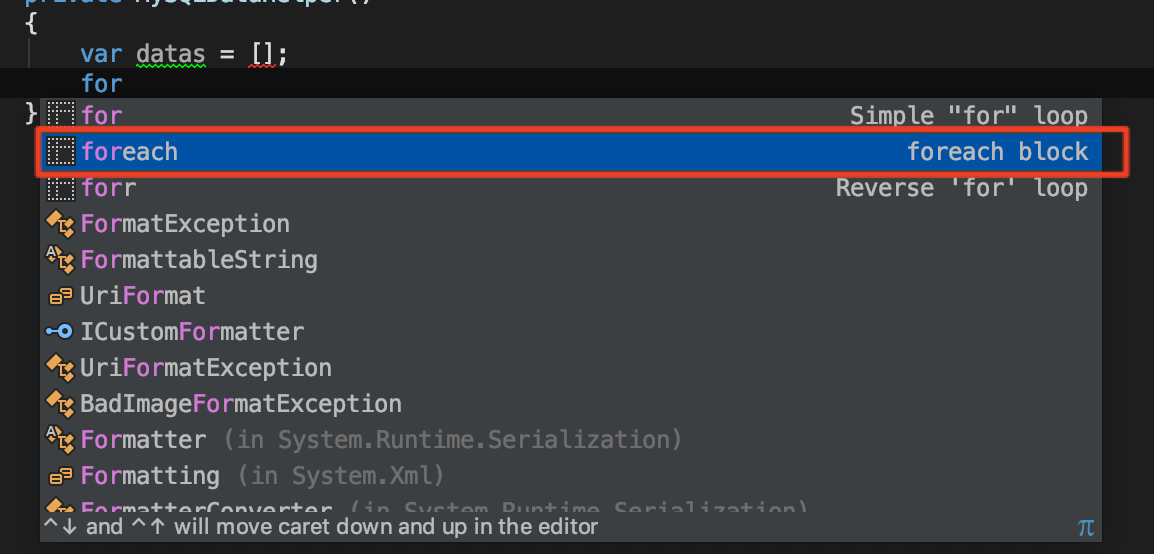 private MySqlDataHelper()
{
var datas = [];
for
}
for Simple "for" loop
foreach foreach block
forr Reverse 'for' loop
FormatException
FormattableString
UriFormat
ICustomFormatter
UriFormatException
BadImageFormatException
Formatter (in System.Runtime.Serialization)
Formatting (in System.Xml)
FormatterConverter (in System.Runtime.Serialization)
^↓ and ^↑ will move caret down and up in the editor π